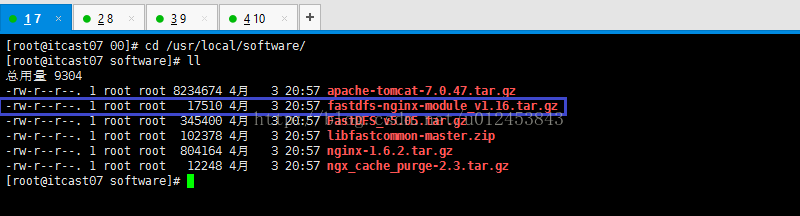 1 7 × 2 8 × 3 9 × 4 10 × +
[root@itcast07 00]# cd /usr/local/software/
[root@itcast07 software]# ll
总用量 9304
-rw-r--r--. 1 root root 8234674 4月 3 20:57 apache-tomcat-7.0.47.tar.gz
-rw-r--r--. 1 root root 17510 4月 3 20:57 fastdfs-nginx-module_v1.16.tar.gz
-rw-r--r--. 1 root root 345400 4月 3 20:57 FastDFS_v5.05.tar.gz
http://blog.csdn.net/u012453843
-rw-r--r--. 1 root root 102378 4月 3 20:57 libfastcommon-master.zip
-rw-r--r--. 1 root root 804164 4月 3 20:57 nginx-1.6.2.tar.gz
-rw-r--r--. 1 root root 12248 4月 3 20:57 ngx_cache_purge-2.3.tar.gz
[root@itcast07 software]#